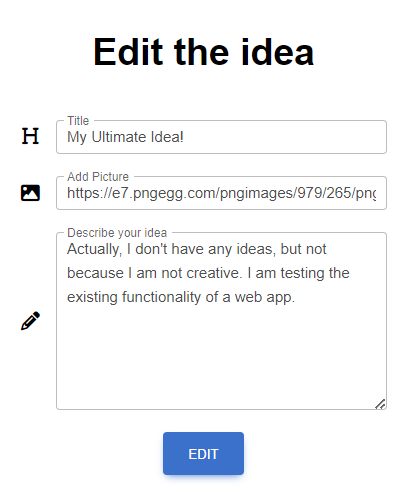 Edit the idea
Title
My Ultimate Idea!
Add Picture
https://e7.pngegg.com/pngimages/979/265/png
Describe your idea
Actually, I don't have any ideas, but not
because I am not creative. I am testing the
existing functionality of a web app.
EDIT